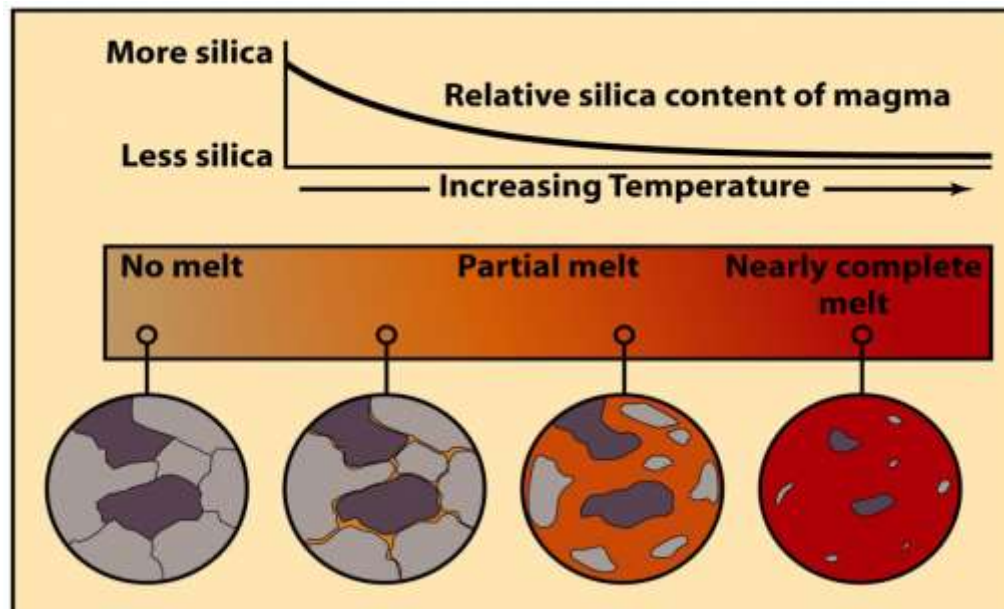 More silica
Relative silica content of magma
Less silica
Increasing Temperature
No melt
Partial melt
Nearly complete
melt